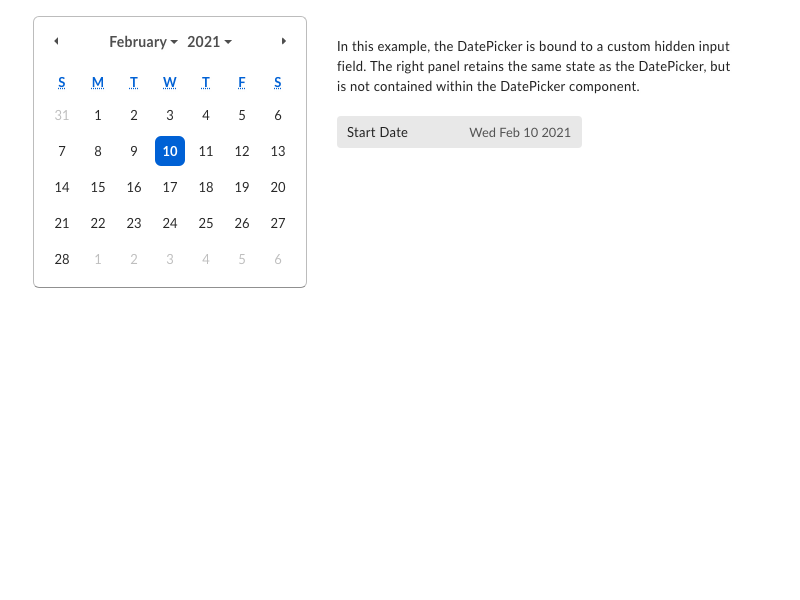 February 2021
S M T W T F S
31 1 2 3 4 5 6
7 8 9 10 11 12 13
14 15 16 17 18 19 20
21 22 23 24 25 26 27
28 1 2 3 4 5 6
In this example, the DatePicker is bound to a custom hidden input
field. The right panel retains the same state as the DatePicker, but
is not contained within the DatePicker component.
Start Date Wed Feb 10 2021